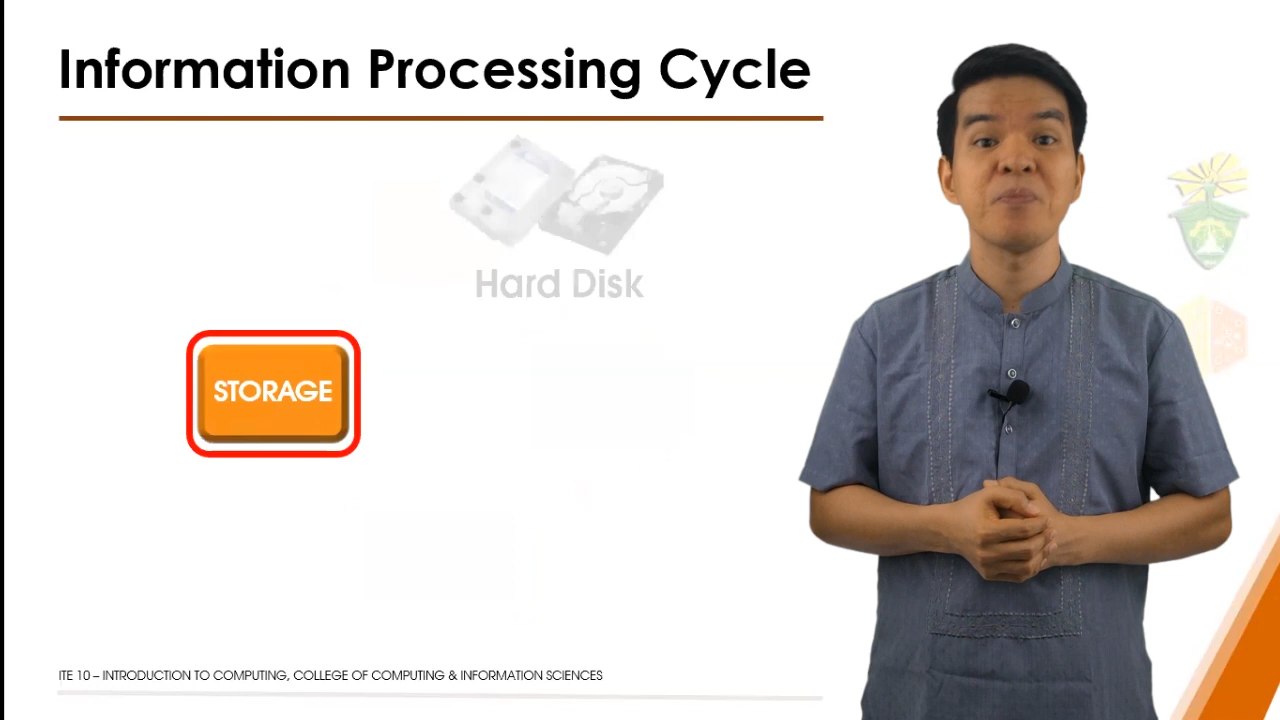 Information Processing Cycle
Hard Disk
STORAGE
ITE 10 – INTRODUCTION TO COMPUTING, COLLEGE OF COMPUTING & INFORMATION SCIENCES